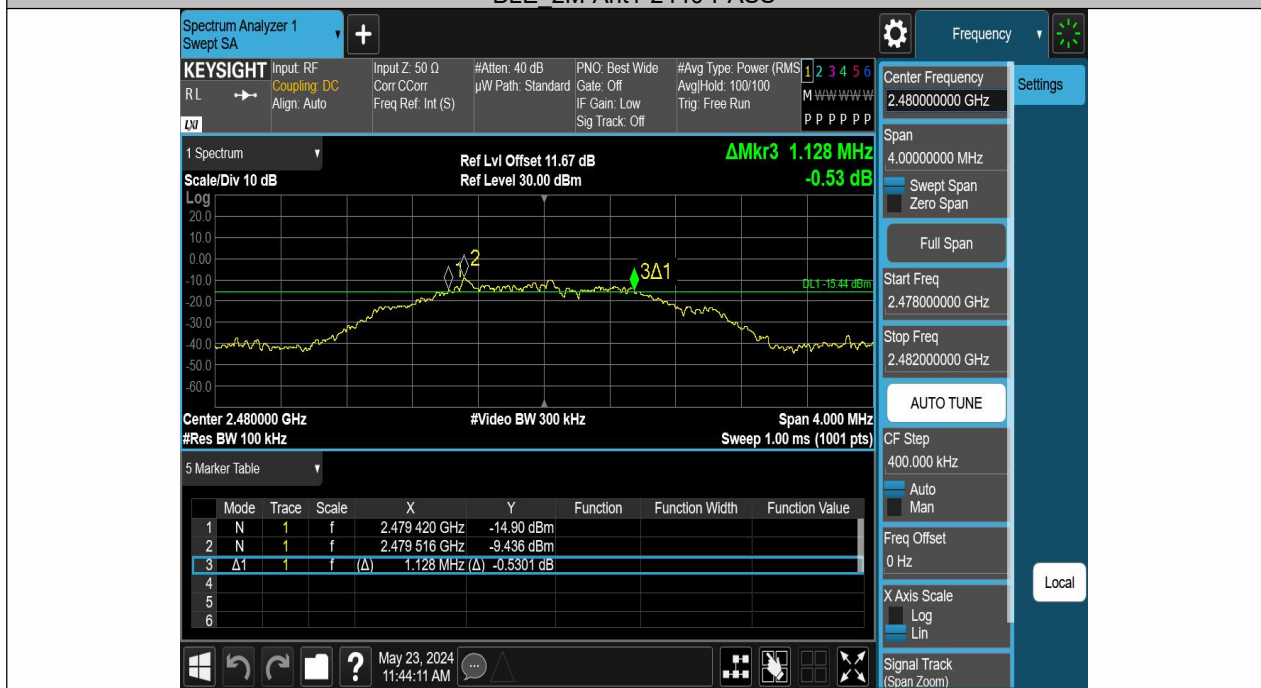 Spectrum Analyzer 1
Swept SA
+
Frequency
KEYSIGHT
RL
LXI
Input: RF
Coupling: DC
Align: Auto
Input Z: 50 Ω
Corr CCorr
Freq Ref: Int (S)
#Atten: 40 dB
µW Path: Standard
PNO: Best Wide
Gate: Off
IF Gain: Low
Sig Track: Off
#Avg Type: Power (RMS
Avg|Hold: 100/100
Trig: Free Run
1 2 3 4 5 6
M W W W W W
P P P P P P
1 Spectrum
Scale/Div 10 dB
Ref Lvl Offset 11.67 dB
Ref Level 30.00 dBm
ΔMkr3 1.128 MHz
-0.53 dB
Log
20.0
10.0
0.00
-10.0
-20.0
-30.0
-40.0
-50.0
-60.0
1
2
3Δ1
DL1 -15.44 dBm
Center 2.480000 GHz
#Video BW 300 kHz
Span 4.000 MHz
#Res BW 100 kHz
Sweep 1.00 ms (1001 pts)
5 Marker Table
Mode Trace Scale X Y Function Function Width Function Value
1 N 1 f 2.479 420 GHz -14.90 dBm
2 N 1 f 2.479 516 GHz -9.436 dBm
3 Δ1 1 f (Δ) 1.128 MHz (Δ) -0.5301 dB
4
5
6
?
May 23, 2024
11:44:11 AM
Center Frequency
2.480000000 GHz
Settings
Span
4.00000000 MHz
Swept Span
Zero Span
Full Span
Start Freq
2.478000000 GHz
Stop Freq
2.482000000 GHz
AUTO TUNE
CF Step
400.000 kHz
Auto
Man
Freq Offset
0 Hz
Local
X Axis Scale
Log
Lin
Signal Track
(Span Zoom)